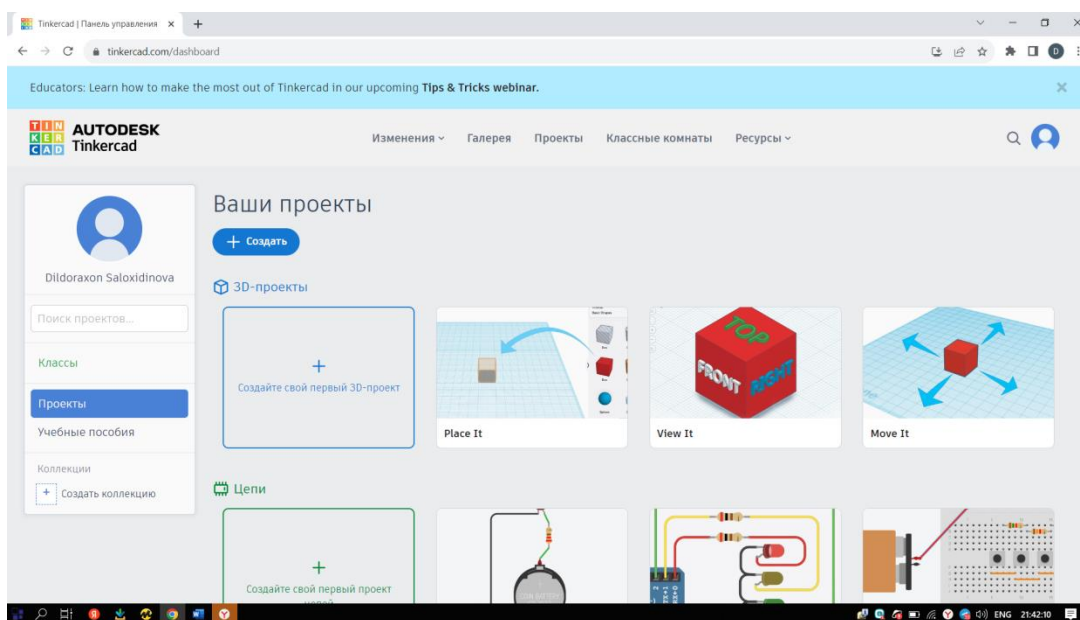 Tinkercad | Панель управления
tinkercad.com/dashboard
Educators: Learn how to make the most out of Tinkercad in our upcoming Tips & Tricks webinar.
TIN
KER
CAD
AUTODESK
Tinkercad
Изменения
Галерея
Проекты
Классные комнаты
Ресурсы
Dildoraxon Saloxidinova
Поиск проектов...
Классы
Проекты
Учебные пособия
Коллекции
+ Создать коллекцию
Ваши проекты
+ Создать
3D-проекты
+
Создайте свой первый 3D-проект
Place It
TOP
FRONT
RIGHT
View It
Move It
Цепи
+
Создайте свой первый проект
цепей
ENG
21:42:10